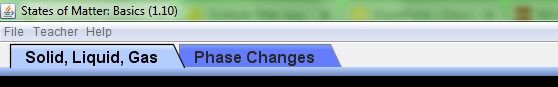 States of Matter: Basics (1.10)
File Teacher Help
Solid, Liquid, Gas Phase Changes